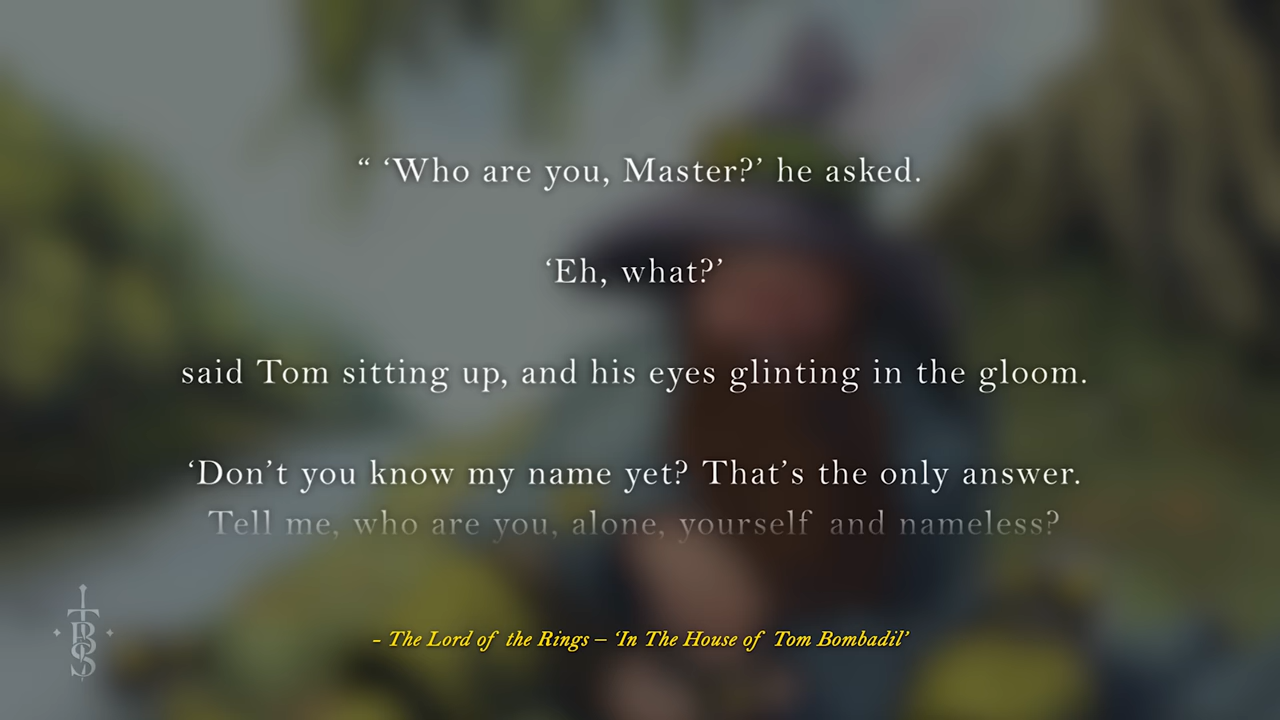 “ ‘Who are you, Master?’ he asked.
‘Eh, what?’
said Tom sitting up, and his eyes glinting in the gloom.
‘Don’t you know my name yet? That’s the only answer.
Tell me, who are you, alone, yourself and nameless?
- The Lord of the Rings – ‘In The House of Tom Bombadil’
TBS